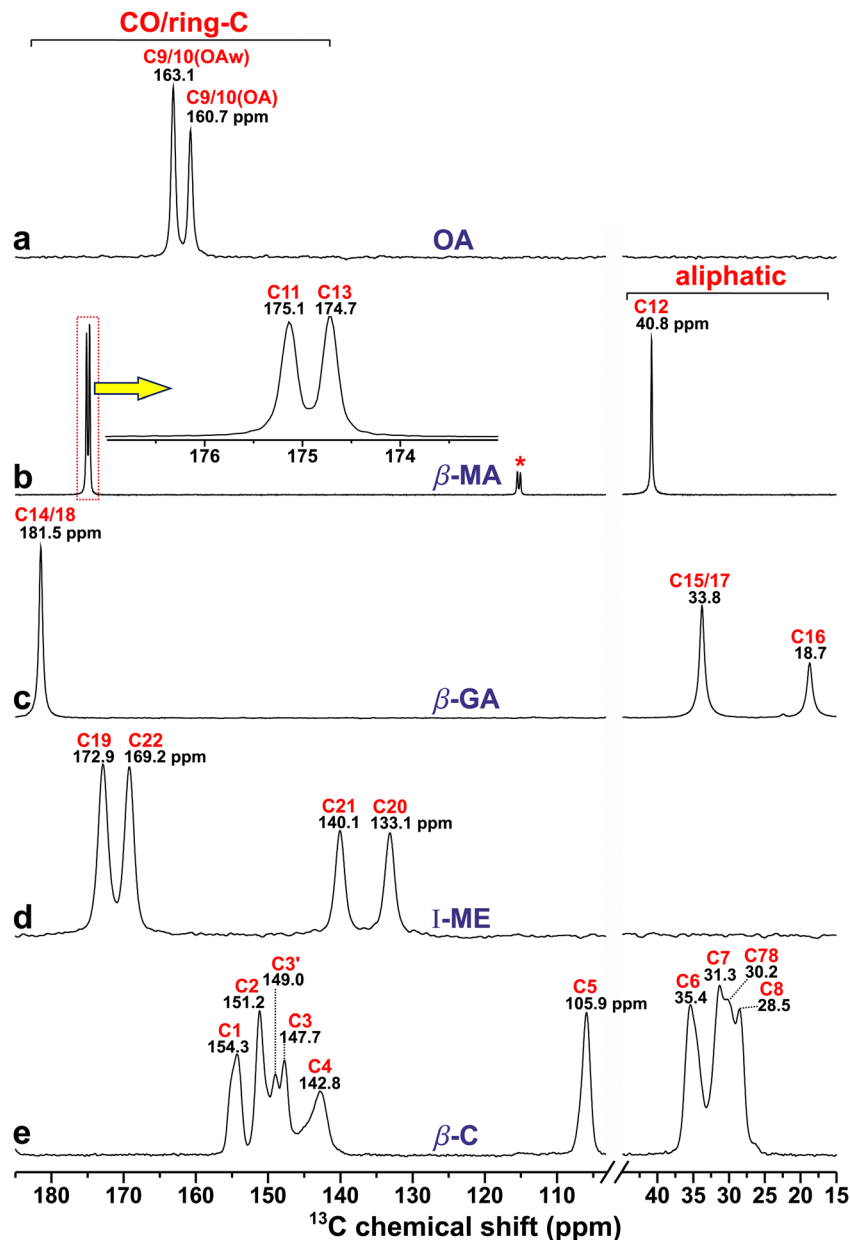 CO/ring-C
C9/10(OAw)
163.1
C9/10(OA)
160.7 ppm
a
OA
aliphatic
C11
175.1
C13
174.7
C12
40.8 ppm
176
175
174
*
b
β-MA
C14/18
181.5 ppm
C15/17
33.8
C16
18.7
c
β-GA
C19
172.9
C22
169.2 ppm
C21
140.1
C20
133.1 ppm
d
I-ME
C1
154.3
C2
151.2
C3'
149.0
C3
147.7
C4
142.8
C5
105.9 ppm
C6
35.4
C7
31.3
C78
30.2
C8
28.5
e
β-C
180 170 160 150 140 130 120 110 40 35 30 25 20 15
13C chemical shift (ppm)